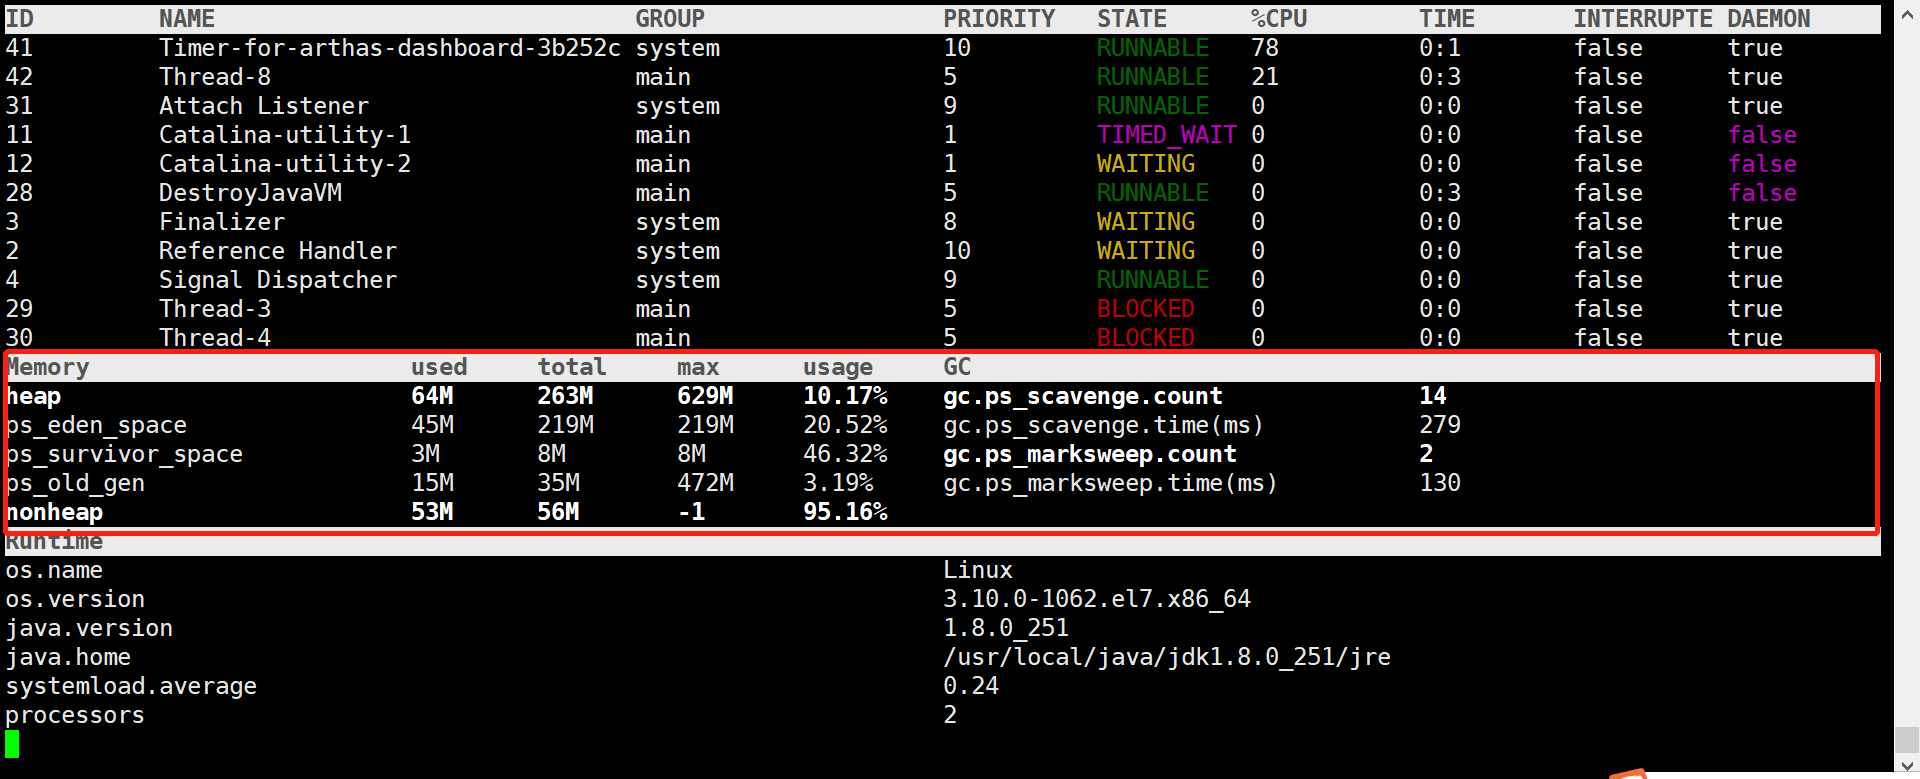 ID NAME GROUP PRIORITY STATE %CPU TIME INTERRUPTE DAEMON
41 Timer-for-arthas-dashboard-3b252c system 10 RUNNABLE 78 0:1 false true
42 Thread-8 main 5 RUNNABLE 21 0:3 false true
31 Attach Listener system 9 RUNNABLE 0 0:0 false true
11 Catalina-utility-1 main 1 TIMED_WAIT 0 0:0 false false
12 Catalina-utility-2 main 1 WAITING 0 0:0 false false
28 DestroyJavaVM main 5 RUNNABLE 0 0:3 false false
3 Finalizer system 8 WAITING 0 0:0 false true
2 Reference Handler system 10 WAITING 0 0:0 false true
4 Signal Dispatcher system 9 RUNNABLE 0 0:0 false true
29 Thread-3 main 5 BLOCKED 0 0:0 false true
30 Thread-4 main 5 BLOCKED 0 0:0 false true
Memory used total max usage GC
heap 64M 263M 629M 10.17% gc.ps_scavenge.count 14
ps_eden_space 45M 219M 219M 20.52% gc.ps_scavenge.time(ms) 279
ps_survivor_space 3M 8M 8M 46.32% gc.ps_marksweep.count 2
ps_old_gen 15M 35M 472M 3.19% gc.ps_marksweep.time(ms) 130
nonheap 53M 56M -1 95.16%
Runtime
os.name Linux
os.version 3.10.0-1062.el7.x86_64
java.version 1.8.0_251
java.home /usr/local/java/jdk1.8.0_251/jre
systemload.average 0.24
processors 2